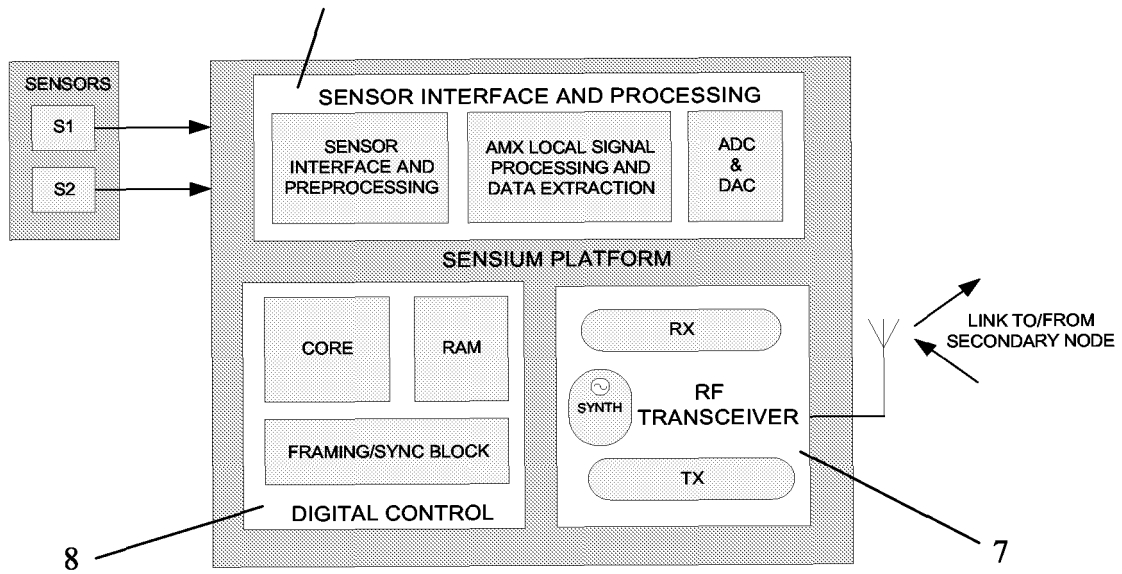 SENSORS
S1
S2
SENSOR INTERFACE AND PROCESSING
SENSOR
INTERFACE AND
PREPROCESSING
AMX LOCAL SIGNAL
PROCESSING AND
DATA EXTRACTION
ADC
&
DAC
SENSIUM PLATFORM
CORE
RAM
FRAMING/SYNC BLOCK
DIGITAL CONTROL
RX
SYNTH
RF
TRANSCEIVER
TX
LINK TO/FROM
SECONDARY NODE
8
7